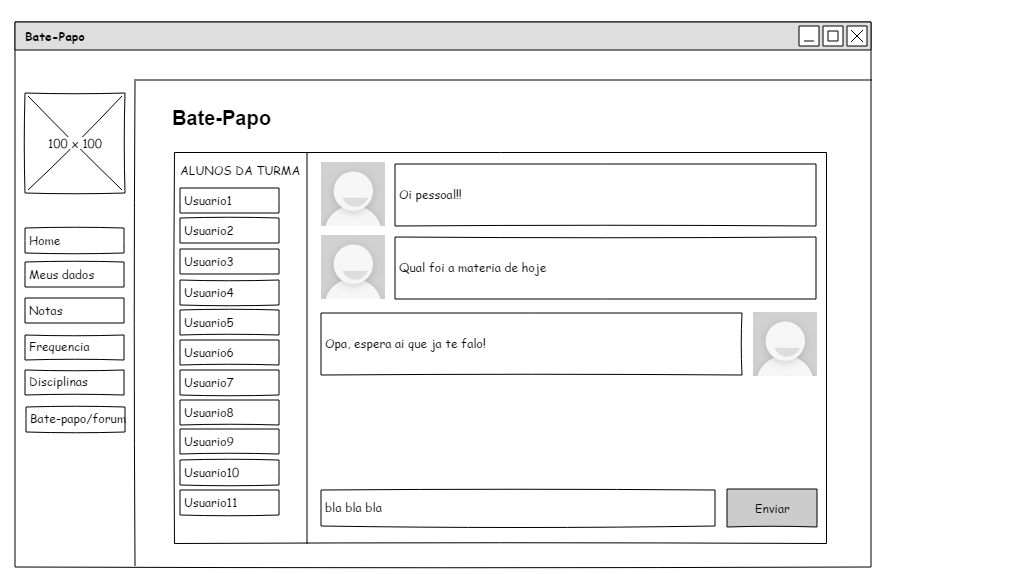 Bate-Papo
100 x 100
Home
Meus dados
Notas
Frequencia
Disciplinas
Bate-papo/forum
Bate-Papo
ALUNOS DA TURMA
Usuario1
Usuario2
Usuario3
Usuario4
Usuario5
Usuario6
Usuario7
Usuario8
Usuario9
Usuario10
Usuario11
Oi pessoal!!!
Qual foi a materia de hoje
Opa, espera ai que ja te falo!
bla bla bla
Enviar